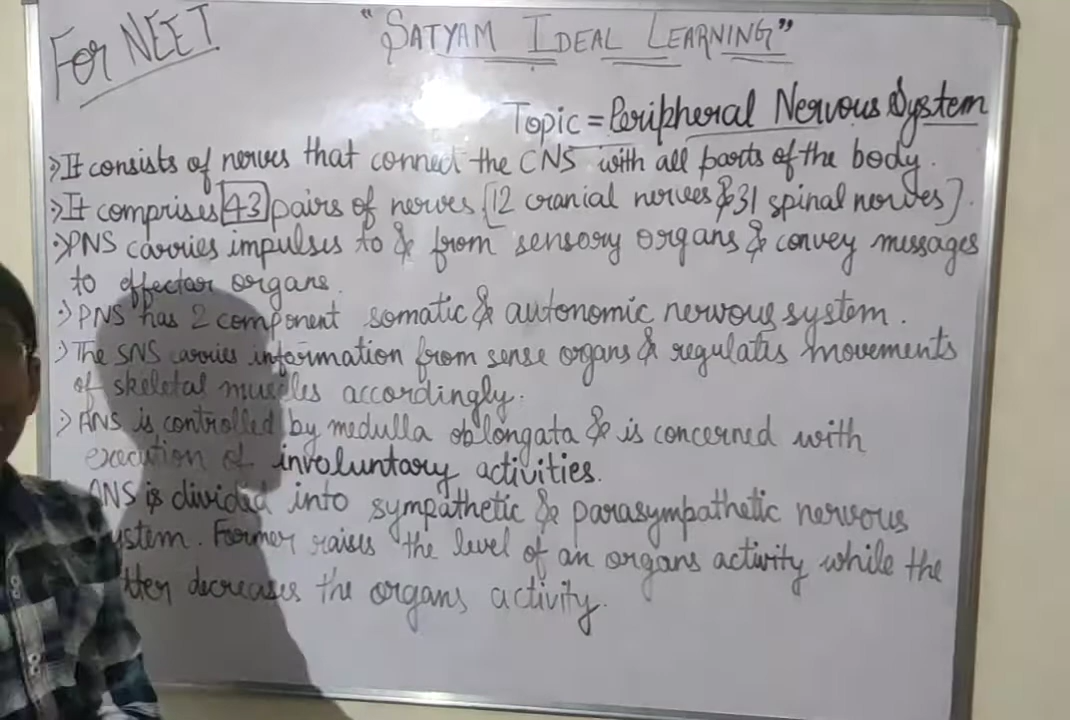 For NEET
"SATYAM IDEAL LEARNING"
Topic = Peripheral Nervous System
It consists of nerves that connect the CNS with all parts of the body.
It comprises 43 pairs of nerves [12 cranial nerves & 31 spinal nerves].
PNS carries impulses to & from sensory organs & convey messages
to effector organs.
PNS has 2 component somatic & autonomic nervous system.
The SNS carries information from sense organs & regulates movements
of skeletal muscles accordingly.
ANS is controlled by medulla oblongata & is concerned with
execution of involuntary activities.
ANS is divided into sympathetic & parasympathetic nervous
ystem. Former raises the level of an organs activity while the
tter decreases the organs activity.